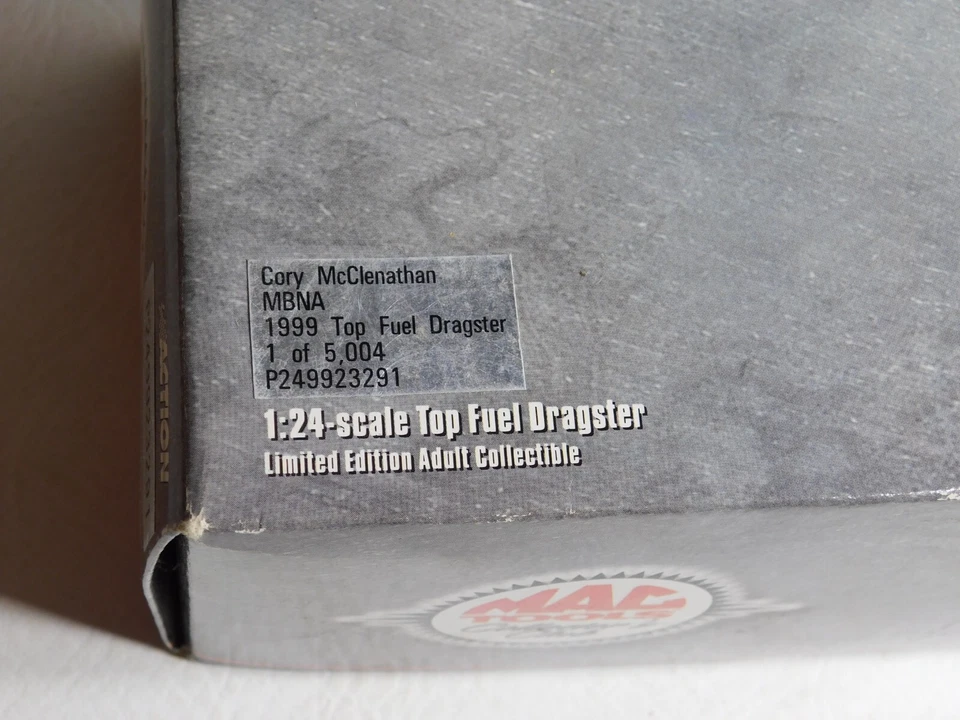 Cory McClenathan
MBNA
1999 Top Fuel Dragster
1 of 5,004
P249923291
1:24-scale Top Fuel Dragster
Limited Edition Adult Collectible
ACTION
MAC
TOOLS